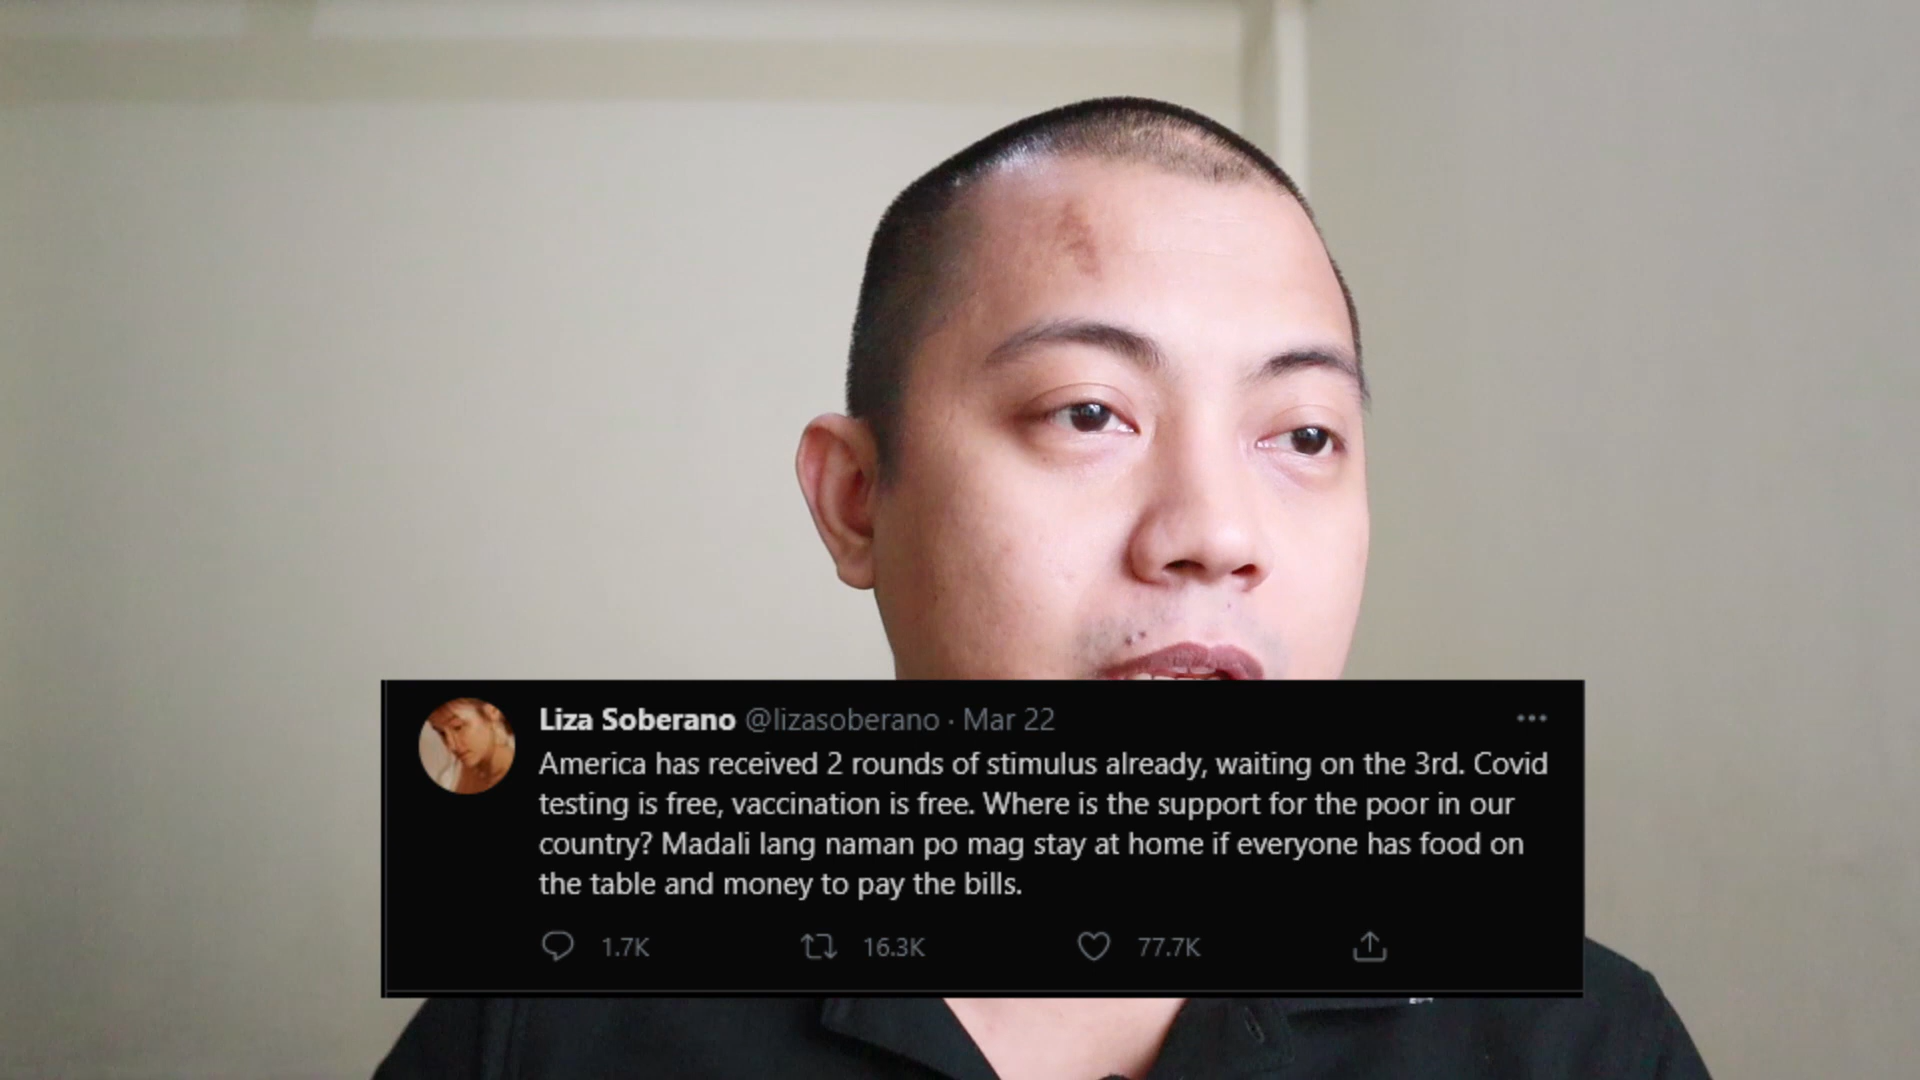 Liza Soberano @lizasoberano · Mar 22
America has received 2 rounds of stimulus already, waiting on the 3rd. Covid
testing is free, vaccination is free. Where is the support for the poor in our
country? Madali lang naman po mag stay at home if everyone has food on
the table and money to pay the bills.
1.7K 16.3K 77.7K